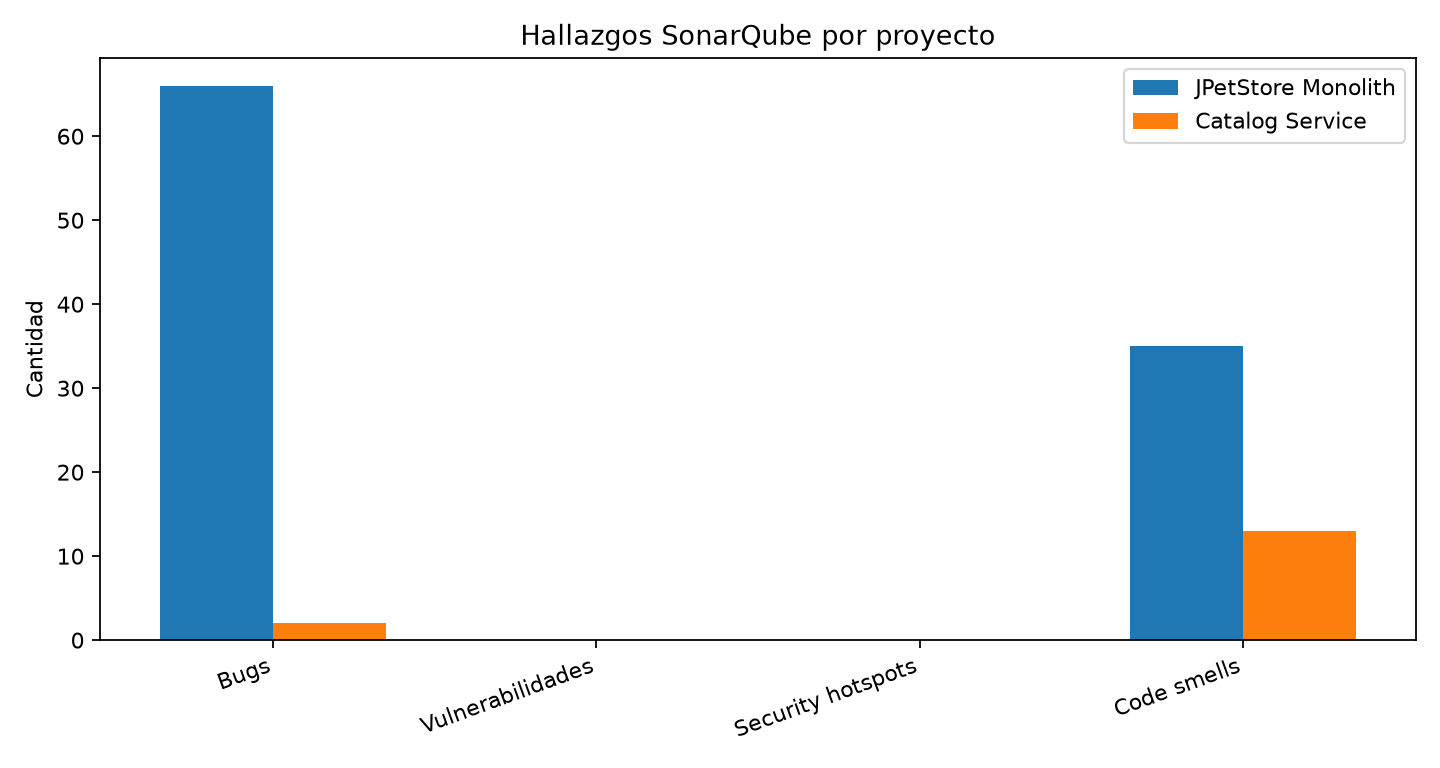 Hallazgos SonarQube por proyecto
JPetStore Monolith
Catalog Service
Cantidad
60
50
40
30
20
10
0
Bugs
Vulnerabilidades
Security hotspots
Code smells